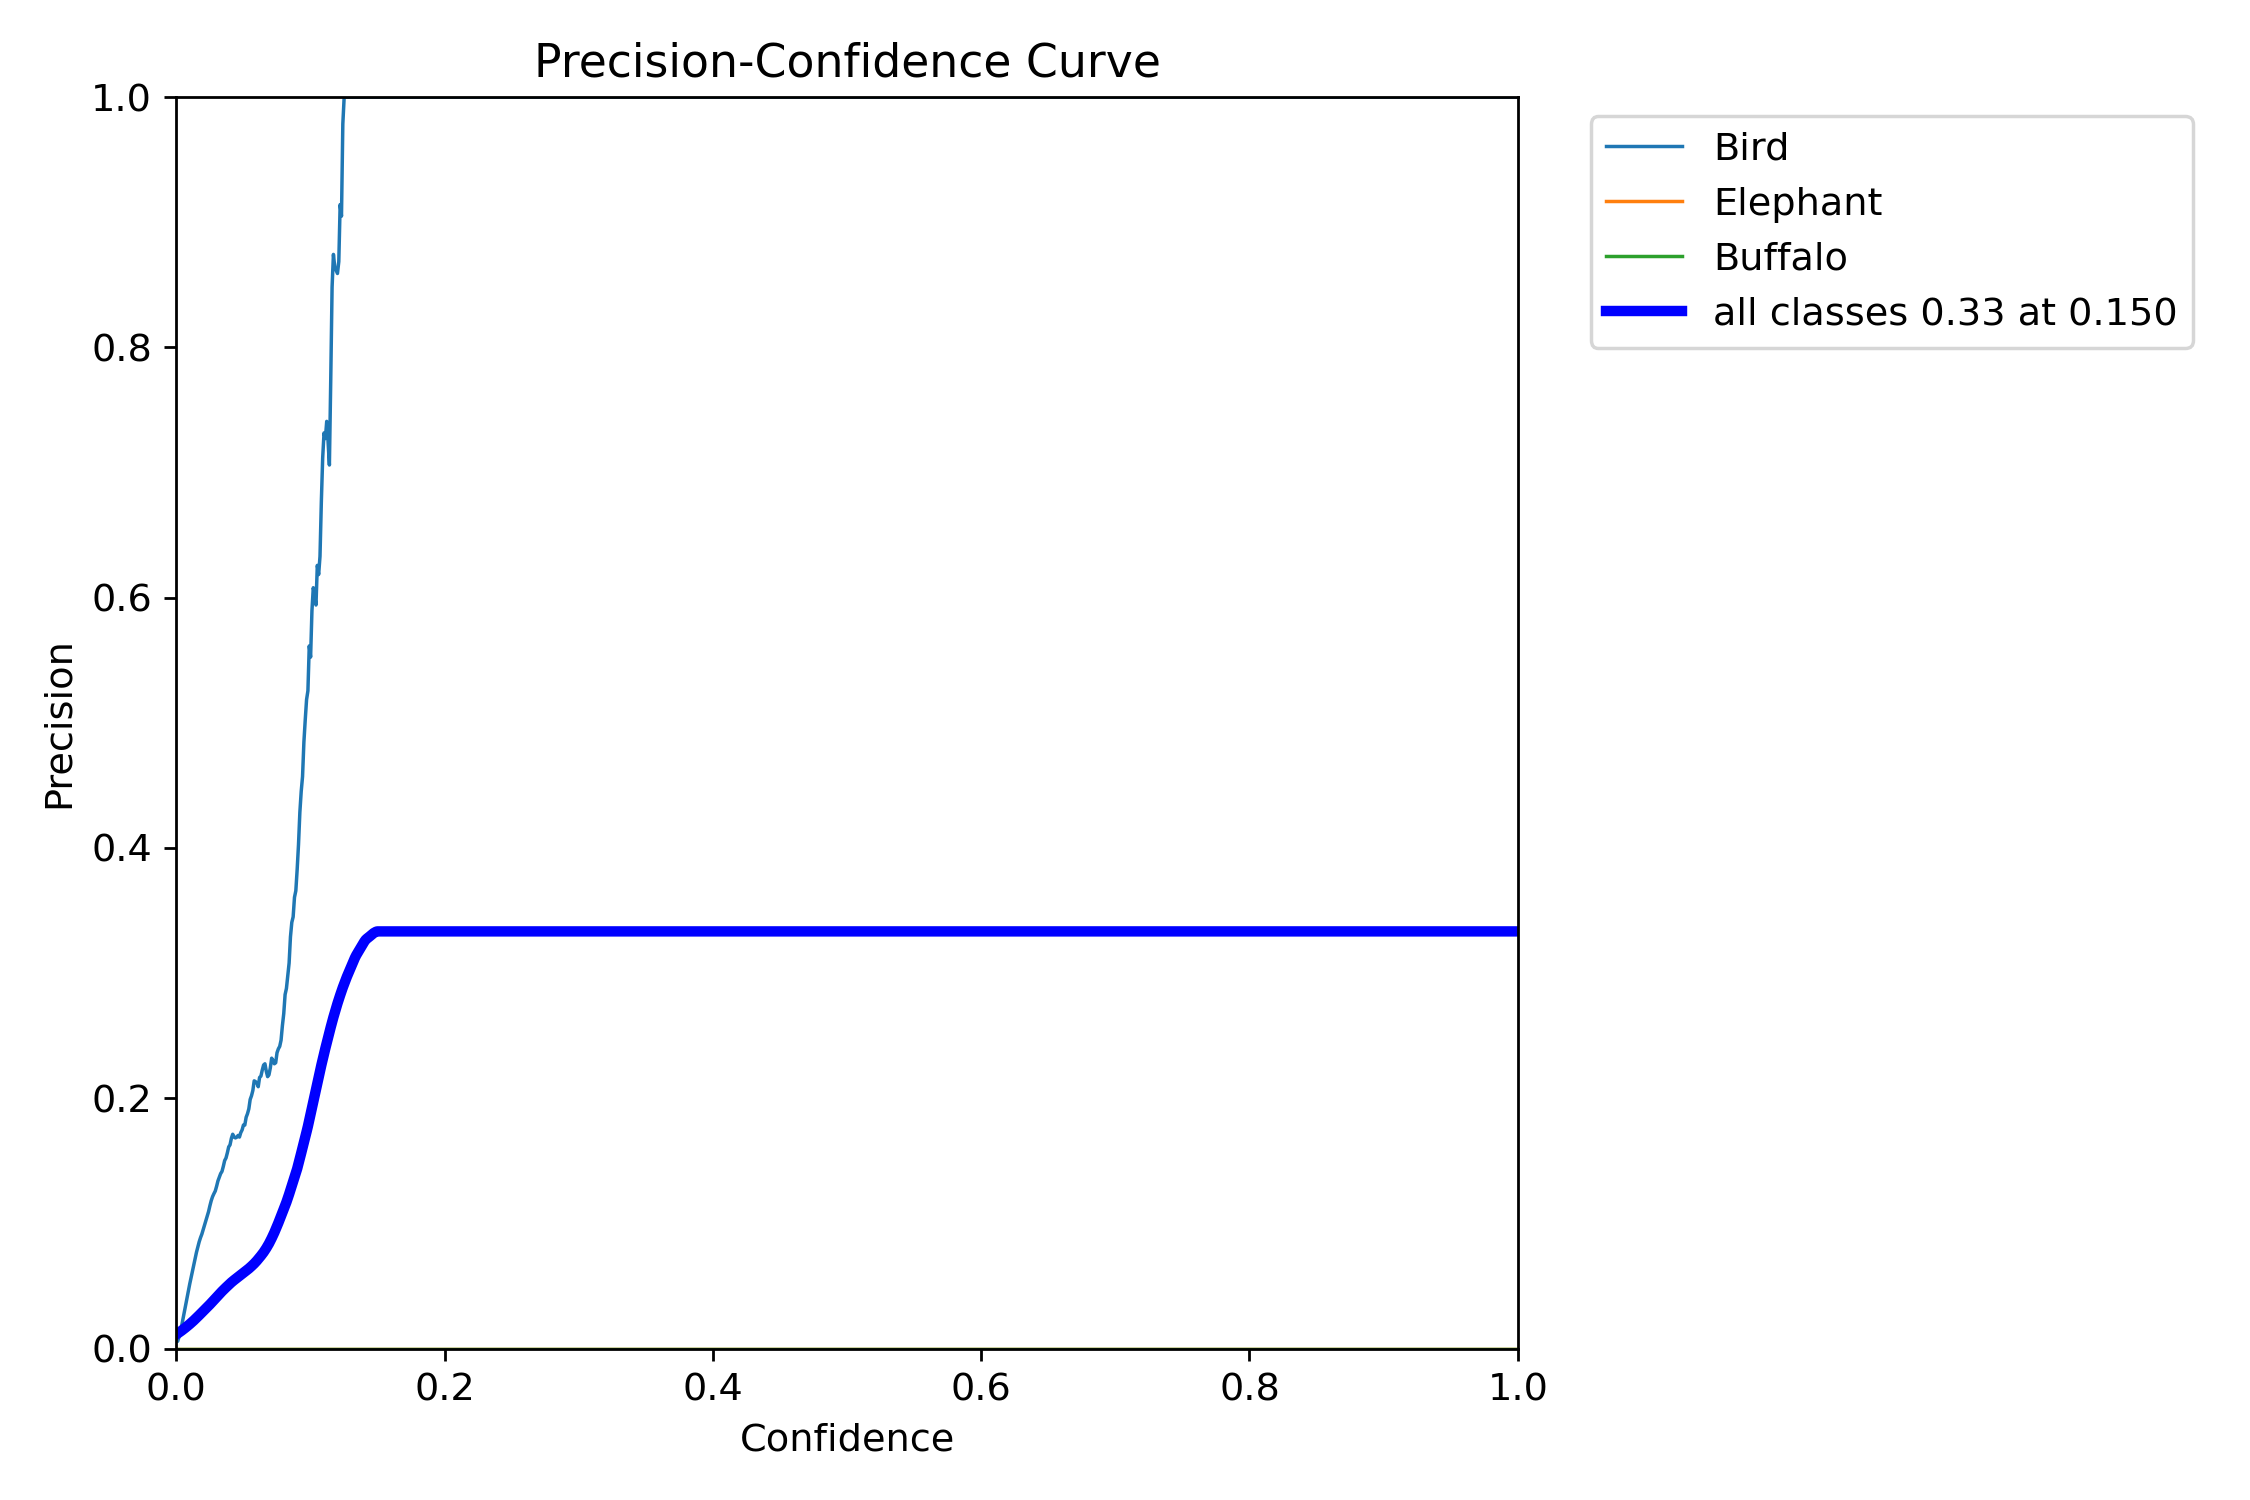 Precision-Confidence Curve
1.0
0.8
0.6
0.4
0.2
0.0
Precision
0.0 0.2 0.4 0.6 0.8 1.0
Confidence
Bird
Elephant
Buffalo
all classes 0.33 at 0.150